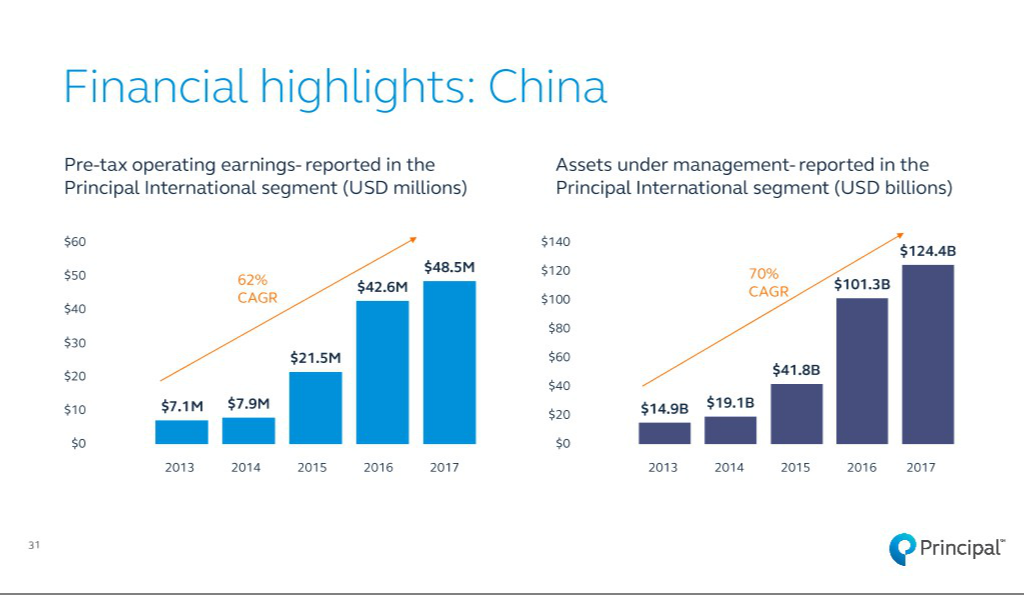 Financial highlights: China
Pre-tax operating earnings- reported in the
Principal International segment (USD millions)
$60
$50
$40
$30
$20
$10
$0
62%
CAGR
$7.1M
$7.9M
$21.5M
$42.6M
$48.5M
2013
2014
2015
2016
2017
Assets under management- reported in the
Principal International segment (USD billions)
$140
$120
$100
$80
$60
$40
$20
$0
70%
CAGR
$14.9B
$19.1B
$41.8B
$101.3B
$124.4B
2013
2014
2015
2016
2017
31
Principal℠